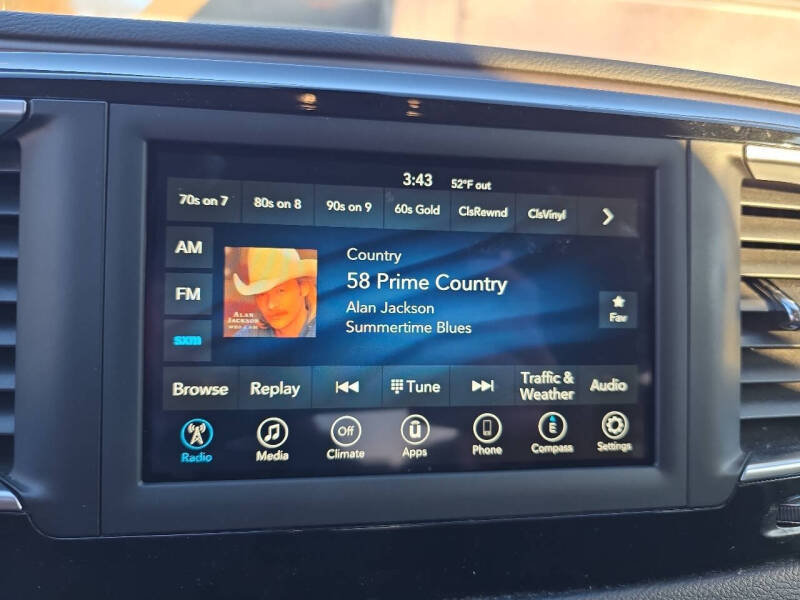 3:43 52°F out
70s on 7 80s on 8 90s on 9 60s Gold ClsRewnd ClsVinyl
AM
FM
sxm
ALAN
JACKSON
WHO I AM
Country
58 Prime Country
Alan Jackson
Summertime Blues
Fav
Browse Replay Tune Traffic & Weather Audio
Radio Media Off Climate Apps Phone E Compass Settings